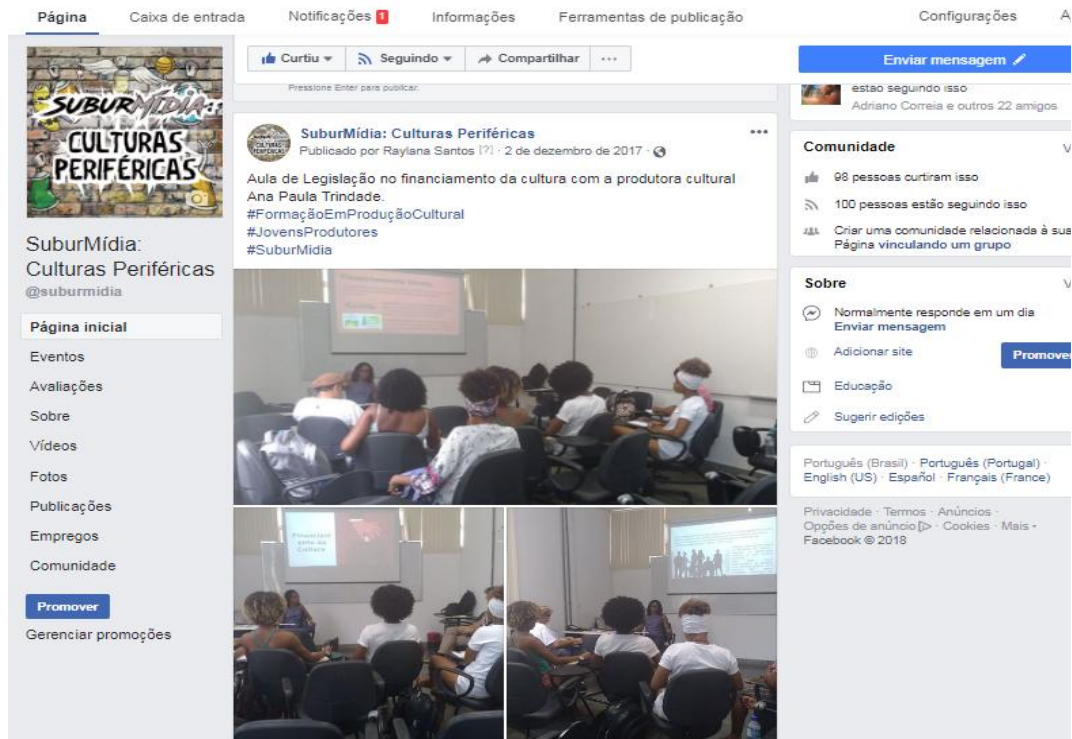 Página
Caixa de entrada
Notificações 1
Informações
Ferramentas de publicação
Configurações
SUBURMÍDIA:
CULTURAS
PERIFÉRICAS
SuburMídia:
Culturas Periféricas
@suburmidia
Página inicial
Eventos
Avaliações
Sobre
Vídeos
Fotos
Publicações
Empregos
Comunidade
Promover
Gerenciar promoções
Curtiu
Seguindo
Compartilhar
Pressione Enter para publicar.
SuburMídia: Culturas Periféricas
Publicado por Raylana Santos [?] · 2 de dezembro de 2017 ·
Aula de Legislação no financiamento da cultura com a produtora cultural
Ana Paula Trindade.
#FormaçãoEmProduçãoCultural
#JovensProdutores
#SuburMidia
Enviar mensagem
estão seguindo isso
Adriano Correia e outros 22 amigos
Comunidade
98 pessoas curtiram isso
100 pessoas estão seguindo isso
Criar uma comunidade relacionada à sua
Página vinculando um grupo
Sobre
Normalmente responde em um dia
Enviar mensagem
Adicionar site
Promover
Educação
Sugerir edições
Português (Brasil) · Português (Portugal) ·
English (US) · Español · Français (France)
Privacidade · Termos · Anúncios ·
Opções de anúncio · Cookies · Mais
Facebook © 2018